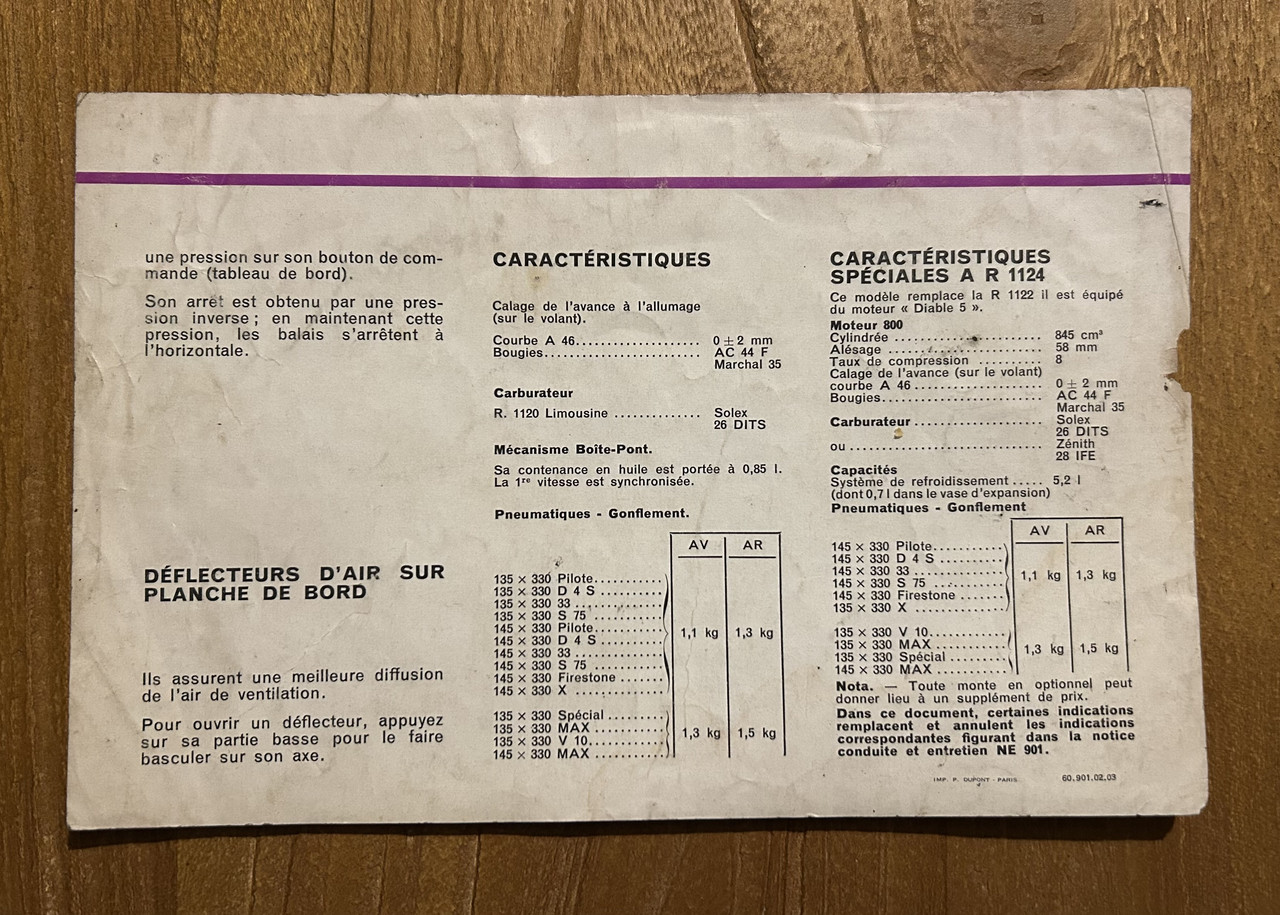 une pression sur son bouton de com-
mande (tableau de bord).
Son arrêt est obtenu par une pres-
sion inverse ; en maintenant cette
pression, les balais s'arrêtent à
l'horizontale.
DÉFLECTEURS D'AIR SUR
PLANCHE DE BORD
Ils assurent une meilleure diffusion
de l'air de ventilation.
Pour ouvrir un déflecteur, appuyez
sur sa partie basse pour le faire
basculer sur son axe.
CARACTÉRISTIQUES
Calage de l'avance à l'allumage
(sur le volant).
Courbe A 46..................... 0 ± 2 mm
Bougies........................... AC 44 F
Marchal 35
Carburateur
R. 1120 Limousine .............. Solex
26 DITS
Mécanisme Boîte-Pont.
Sa contenance en huile est portée à 0,85 l.
La 1re vitesse est synchronisée.
Pneumatiques - Gonflement.
AV AR
135 × 330 Pilote...........
135 × 330 D 4 S ..........
135 × 330 33 ..............
135 × 330 S 75 ...........
145 × 330 Pilote...........
145 × 330 D 4 S .......... 1,1 kg 1,3 kg
145 × 330 33 ..............
145 × 330 S 75 ...........
145 × 330 Firestone .......
145 × 330 X ..............
135 × 330 Spécial .........
135 × 330 MAX ............ 1,3 kg 1,5 kg
135 × 330 V 10............
145 × 330 MAX ............
CARACTÉRISTIQUES
SPÉCIALES A R 1124
Ce modèle remplace la R 1122 il est équipé
du moteur « Diable 5 ».
Moteur 800
Cylindrée ........................ 845 cm³
Alésage .......................... 58 mm
Taux de compression .......... 8
Calage de l'avance (sur le volant)
courbe A 46 ..................... 0 ± 2 mm
Bougies........................... AC 44 F
Marchal 35
Carburateur ..................... Solex
26 DITS
ou ................................ Zénith
28 IFE
Capacités
Système de refroidissement ..... 5,2 l
(dont 0,7 l dans le vase d'expansion)
Pneumatiques - Gonflement
AV AR
145 × 330 Pilote............
145 × 330 D 4 S ...........
145 × 330 33 ............... 1,1 kg 1,3 kg
145 × 330 S 75 ............
145 × 330 Firestone .......
135 × 330 X ...............
135 × 330 V 10.............
135 × 330 MAX ............ 1,3 kg 1,5 kg
135 × 330 Spécial .........
145 × 330 MAX ............
Nota. — Toute monte en optionnel peut
donner lieu à un supplément de prix.
Dans ce document, certaines indications
remplacent et annulent les indications
correspondantes figurant dans la notice
conduite et entretien NE 901.
IMP. P. DUPONT - PARIS. 60.901.02.03